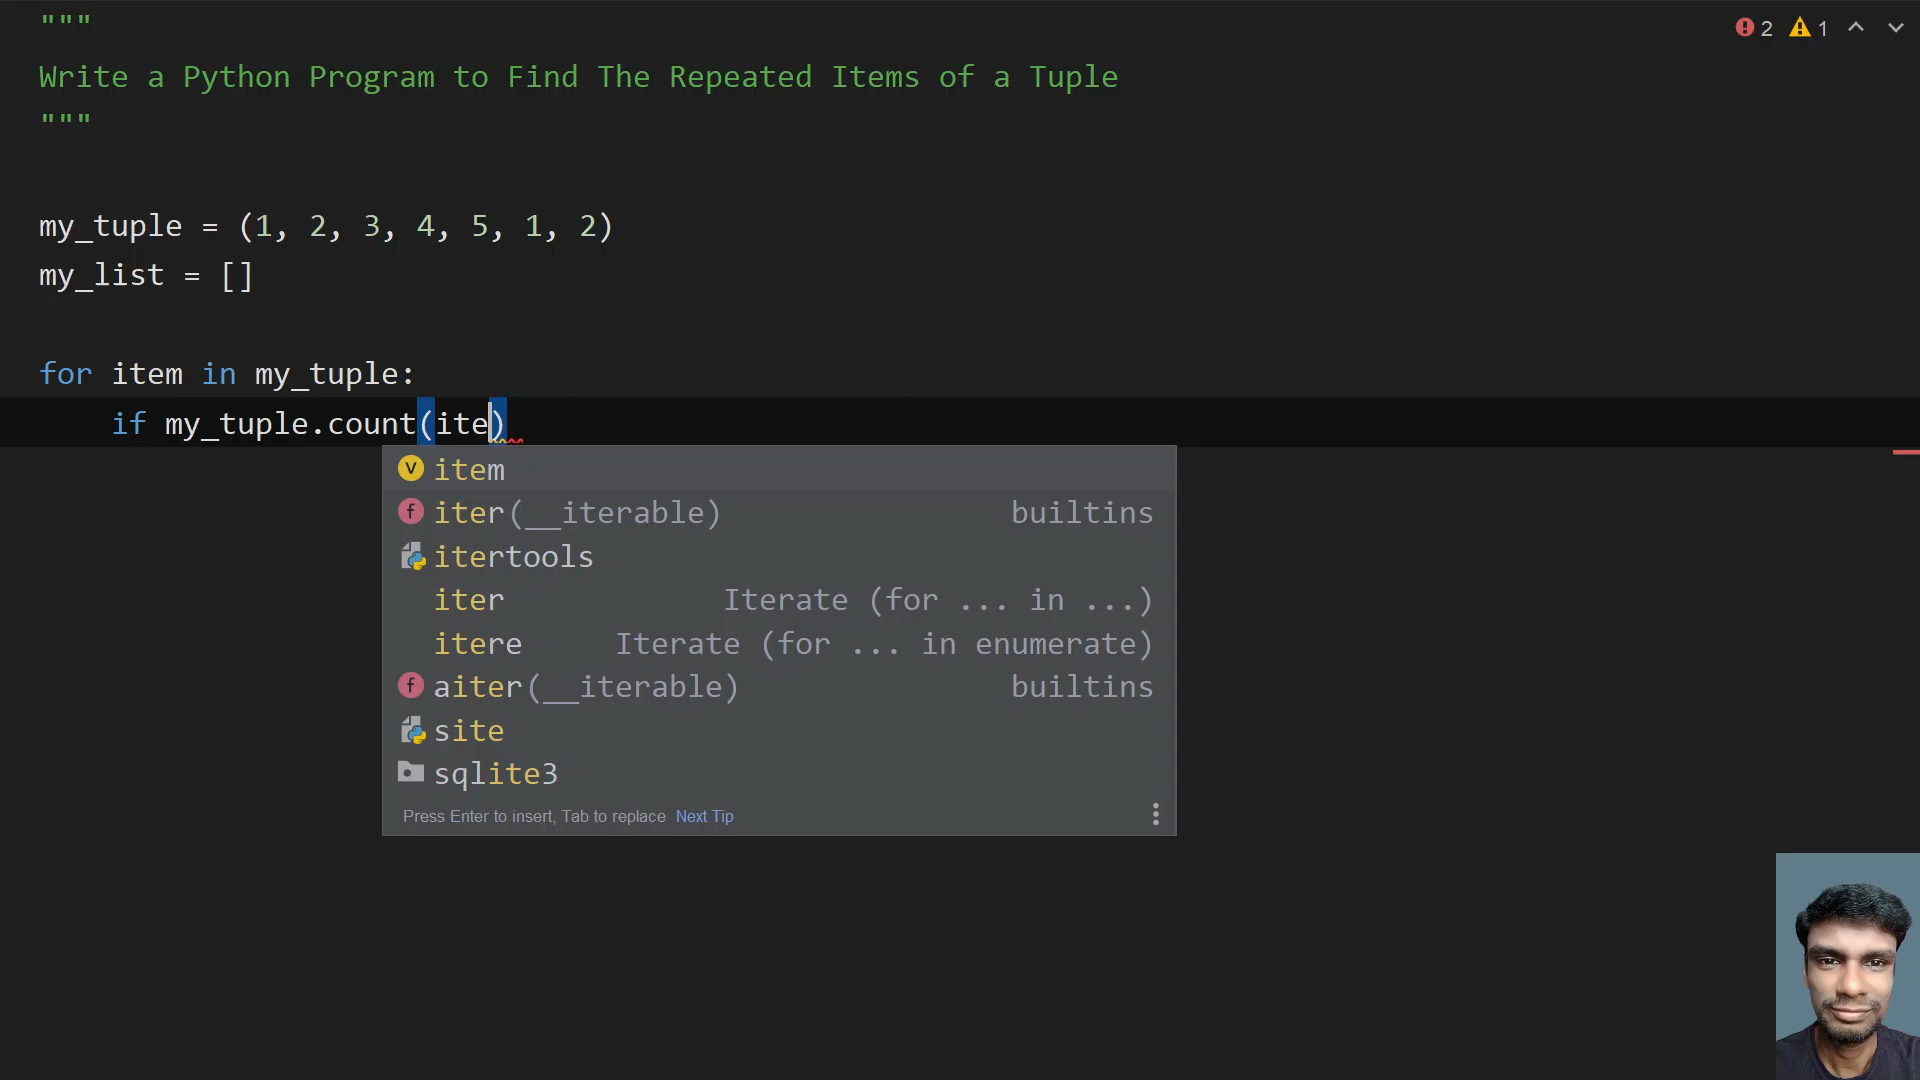 """
2 1
Write a Python Program to Find The Repeated Items of a Tuple
"""
my_tuple = (1, 2, 3, 4, 5, 1, 2)
my_list = []
for item in my_tuple:
if my_tuple.count(ite)
V item
f iter(__iterable) builtins
itertools
iter Iterate (for ... in ...)
itere Iterate (for ... in enumerate)
f aiter(__iterable) builtins
site
sqlite3
Press Enter to insert, Tab to replace Next Tip